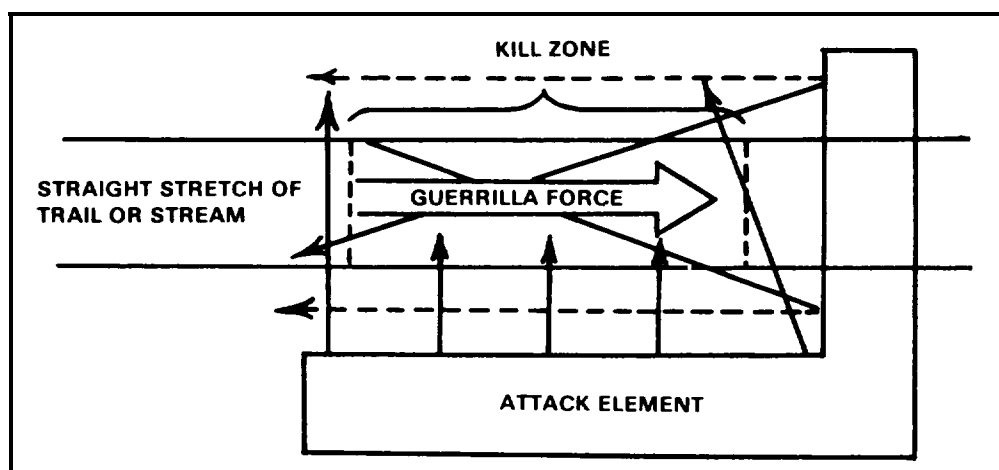 KILL ZONE
STRAIGHT STRETCH OF
TRAIL OR STREAM
GUERRILLA FORCE
ATTACK ELEMENT